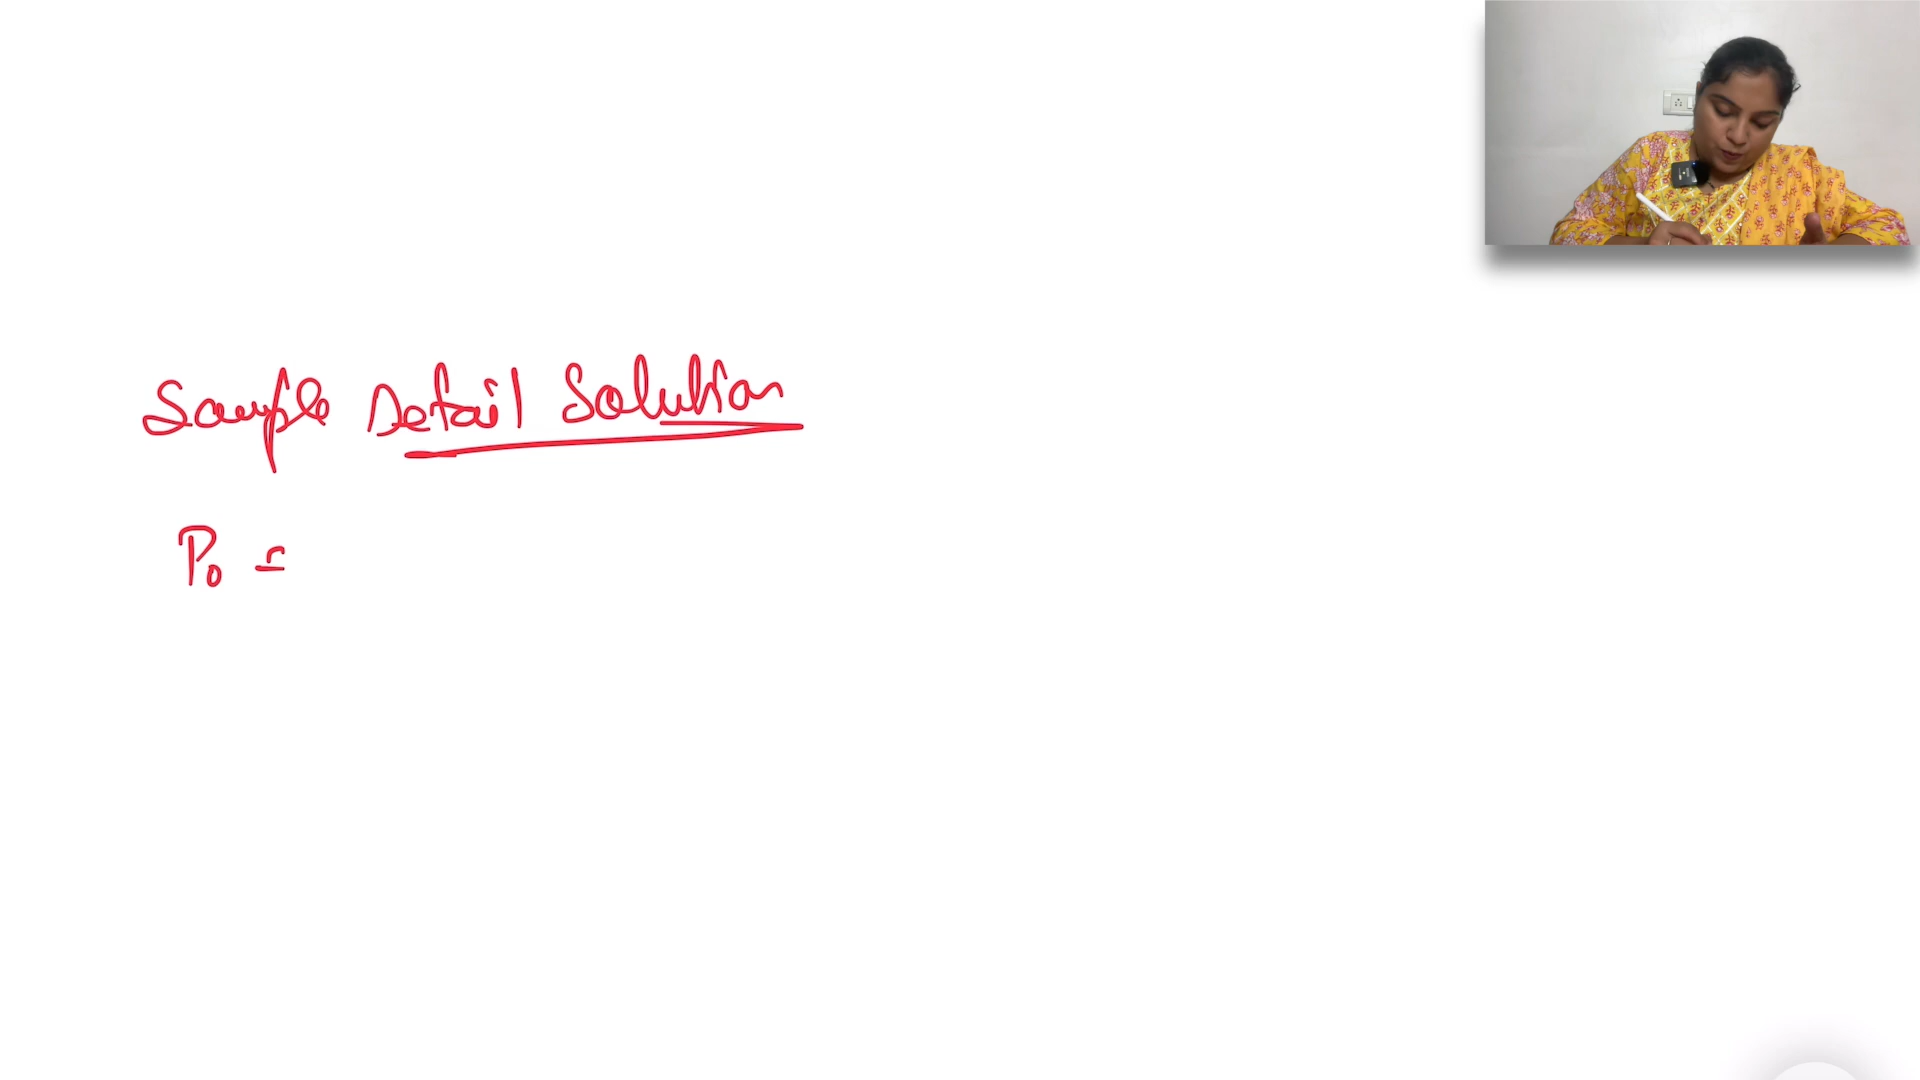 Sample Detail Solution
P₀ =